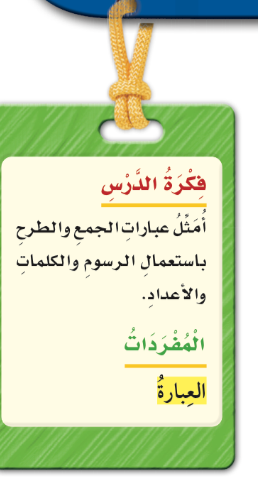 فِكْرَةُ الدَّرْسِ
أُمَثِّلُ عباراتِ الجمعِ والطرحِ
باستعمالِ الرسومِ والكلماتِ
والأعدادِ.
الْمُفْرَدَاتُ
العِبارةُ